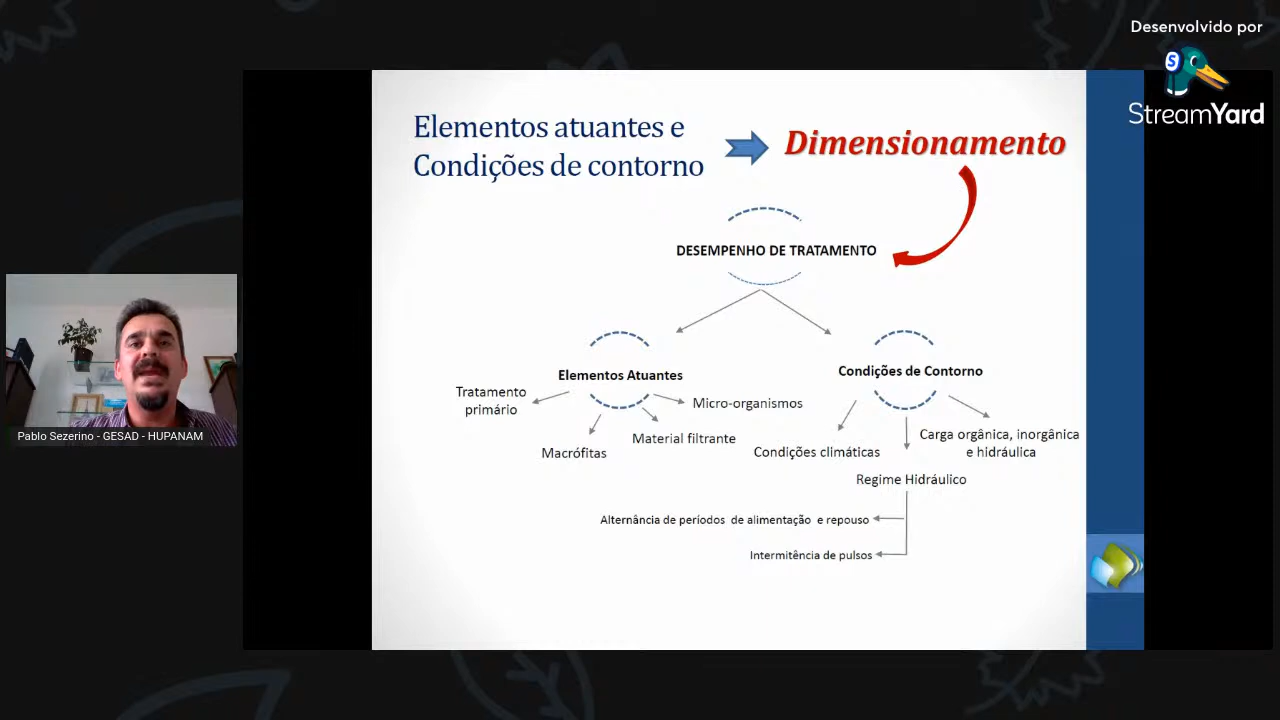 Desenvolvido por
StreamYard
Elementos atuantes e
Condições de contorno
Dimensionamento
DESEMPENHO DE TRATAMENTO
Elementos Atuantes
Condições de Contorno
Tratamento
primário
Macrófitas
Material filtrante
Micro-organismos
Condições climáticas
Regime Hidráulico
Carga orgânica, inorgânica
e hidráulica
Alternância de períodos de alimentação e repouso
Intermitência de pulsos
Pablo Sezerino - GESAD - HUPANAM